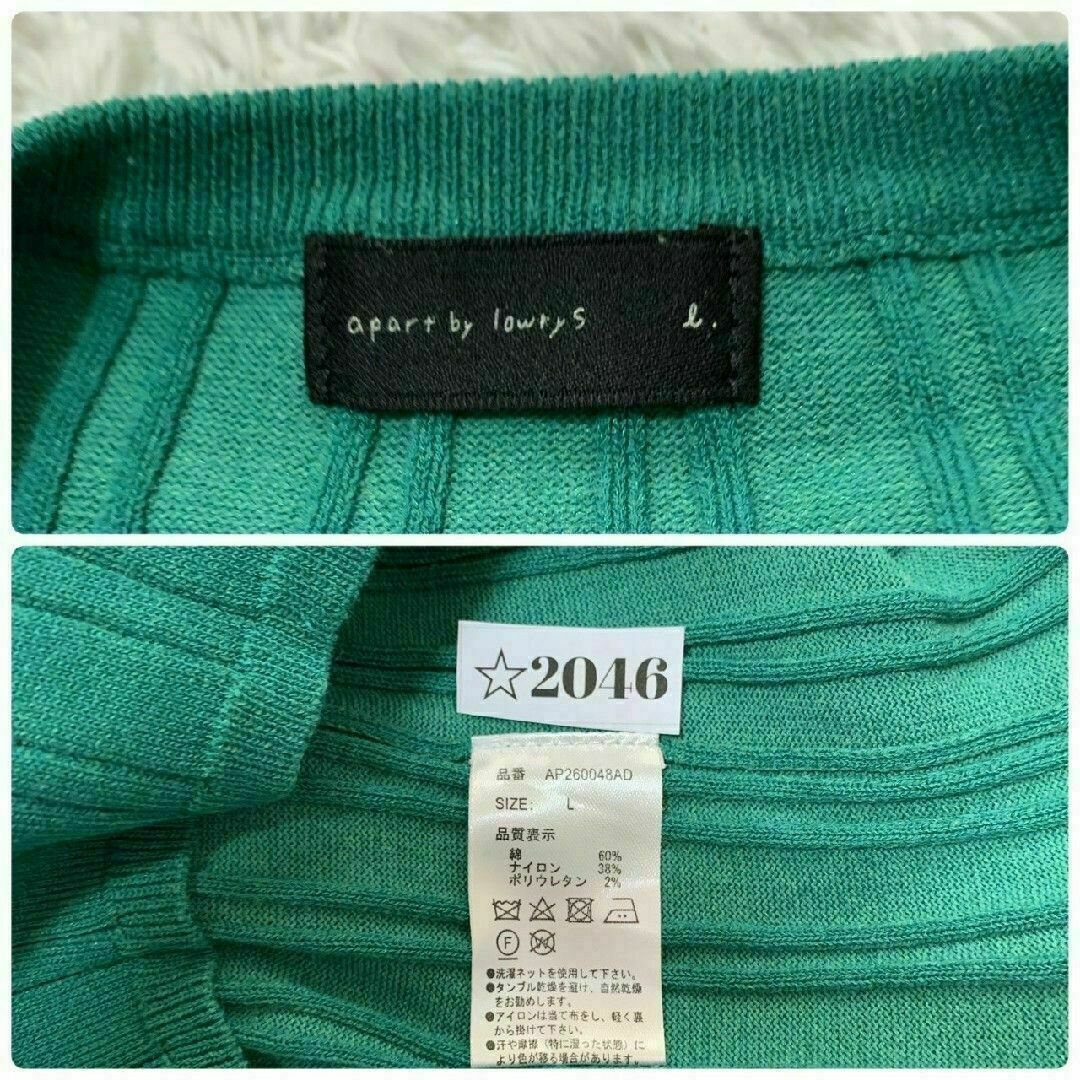 apart by lowrys l.
☆2046
品番 AP260048AD
SIZE: L
品質表示
綿 60%
ナイロン 38%
ポリウレタン 2%
F W
●洗濯ネットを使用して下さい。
●タンブル乾燥を避け、自然乾燥
をお勧めします。
●アイロンは当て布をし、軽く裏
から掛けて下さい。
●汗や摩擦（特に湿った状態）に
より色が移る場合があります。